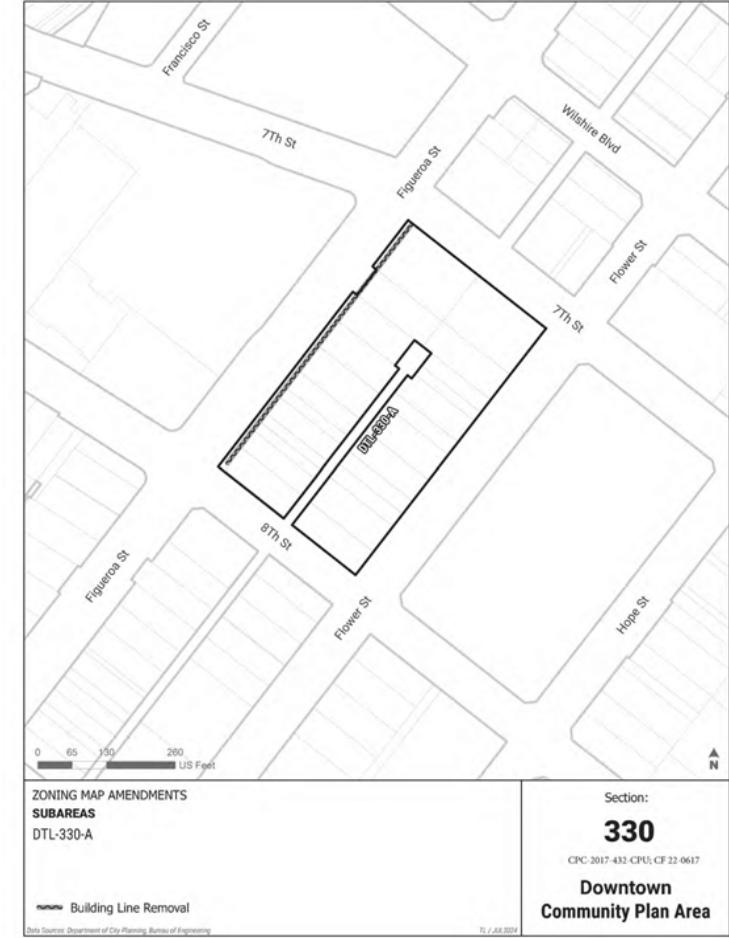 Francisco St
7Th St
Wilshire Blvd
Figueroa St
Flower St
7Th St
DTL-330-A
8Th St
Figueroa St
Flower St
Hope St
0 65 130 260
US Feet
N
ZONING MAP AMENDMENTS
SUBAREAS
DTL-330-A
Building Line Removal
Data Sources: Department of City Planning, Bureau of Engineering
TL / JUL2024
Section:
330
CPC-2017-432-CPU; CF 22-0617
Downtown
Community Plan Area